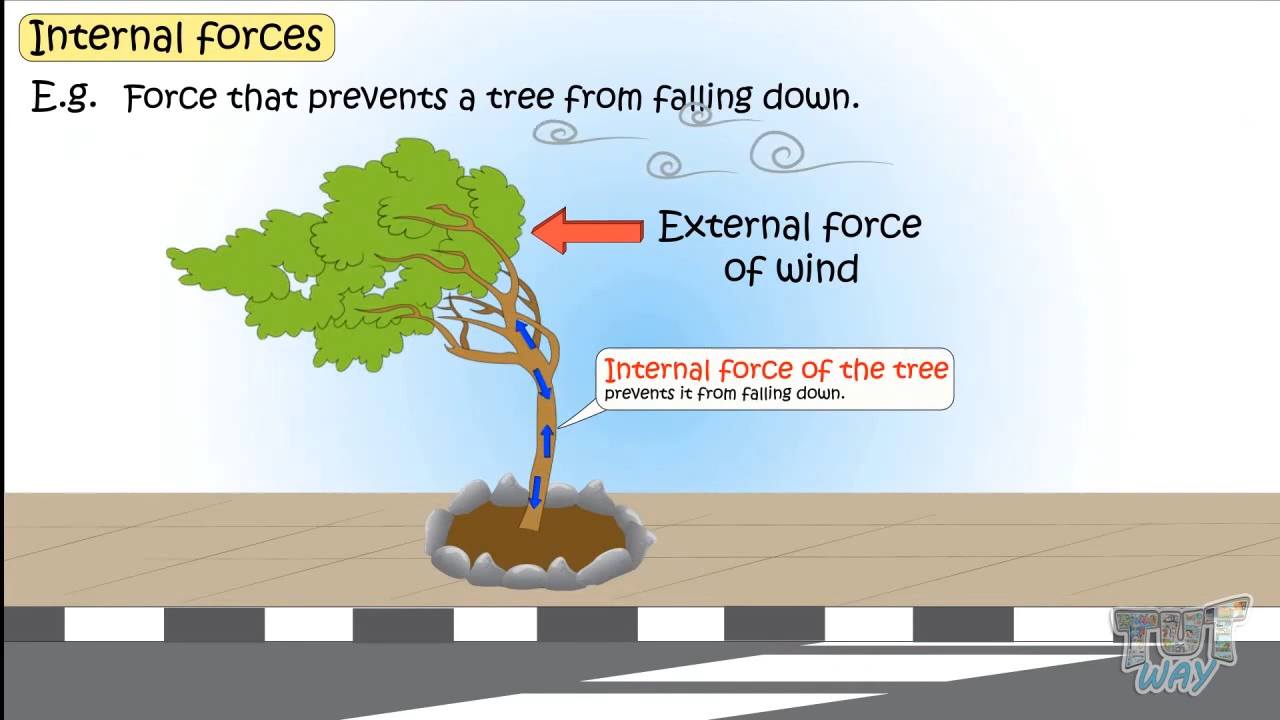 Internal forces
E.g. Force that prevents a tree from falling down.
External force
of wind
Internal force of the tree
prevents it from falling down.
TUT
WAY